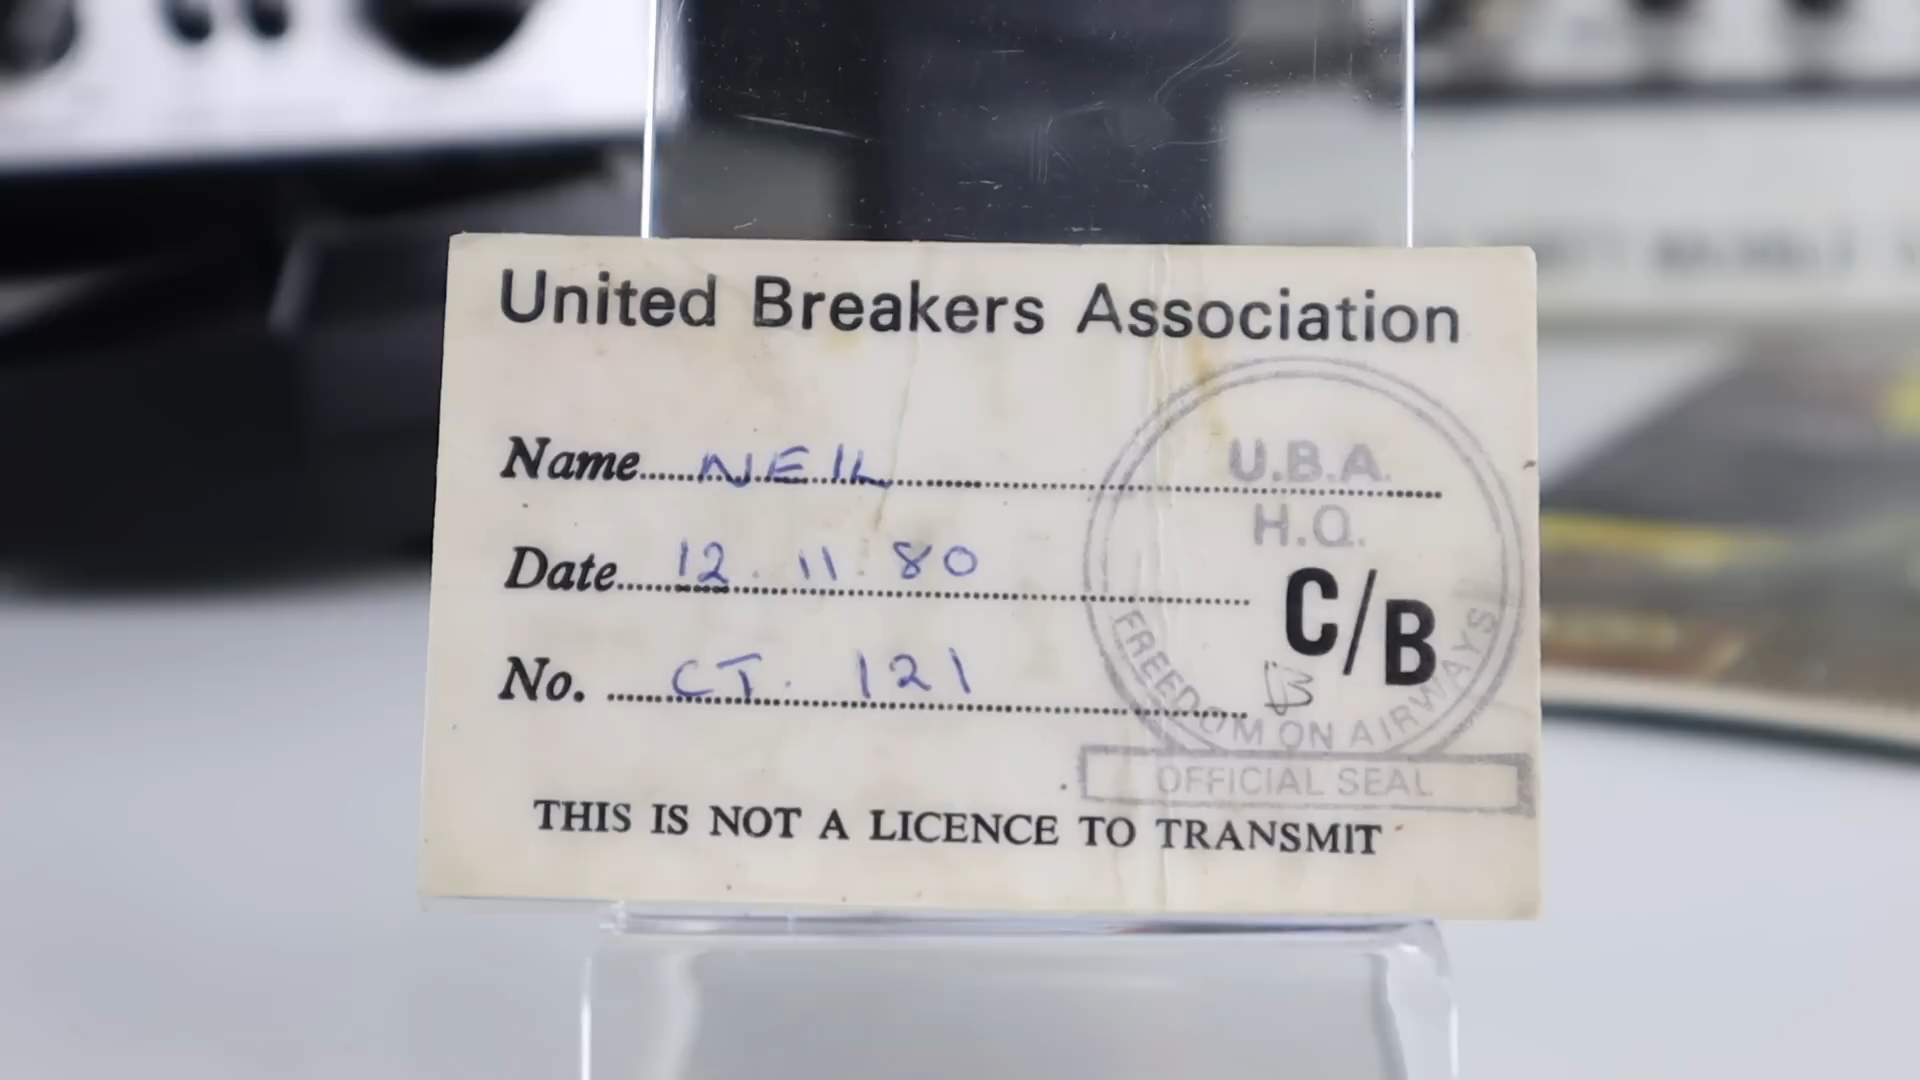 United Breakers Association
Name NEIL
U.B.A.
H.Q.
Date 12.11.80
C/B
No. CT. 121
B
FREEDOM ON AIRWAYS
OFFICIAL SEAL
THIS IS NOT A LICENCE TO TRANSMIT